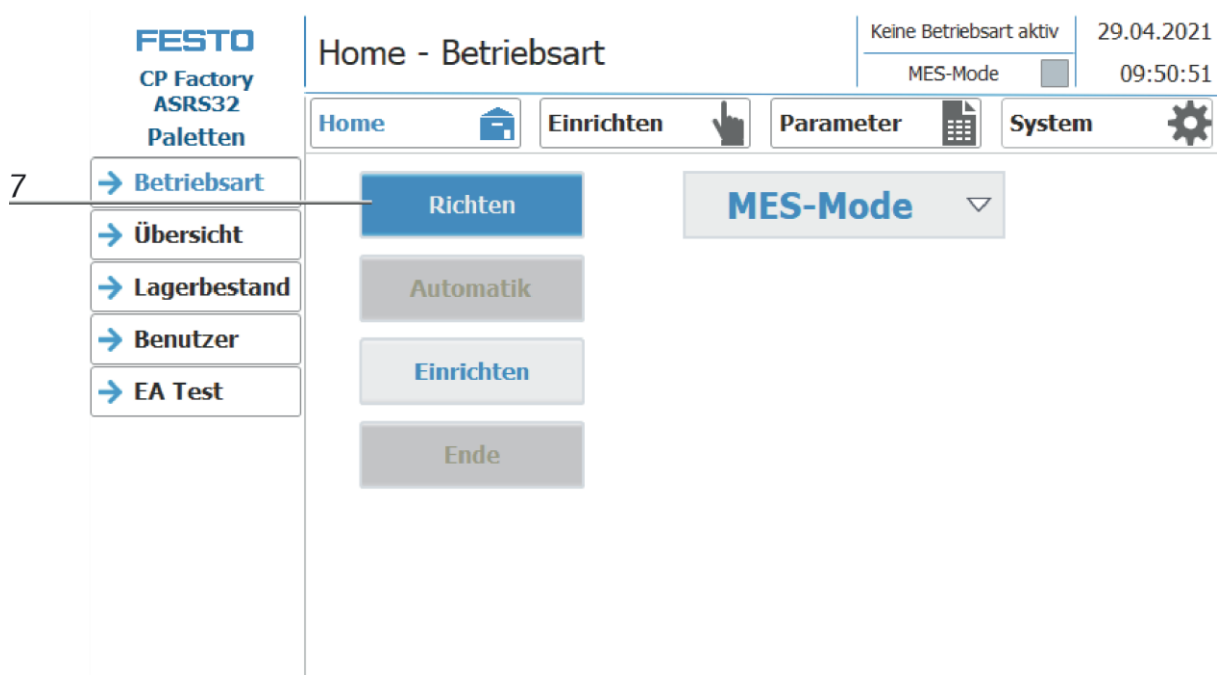 FESTO
CP Factory
ASRS32
Paletten
Home - Betriebsart
Keine Betriebsart aktiv
MES-Mode
29.04.2021
09:50:51
Home
Einrichten
Parameter
System
7
Betriebsart
Übersicht
Lagerbestand
Benutzer
EA Test
Richten
MES-Mode
Automatik
Einrichten
Ende